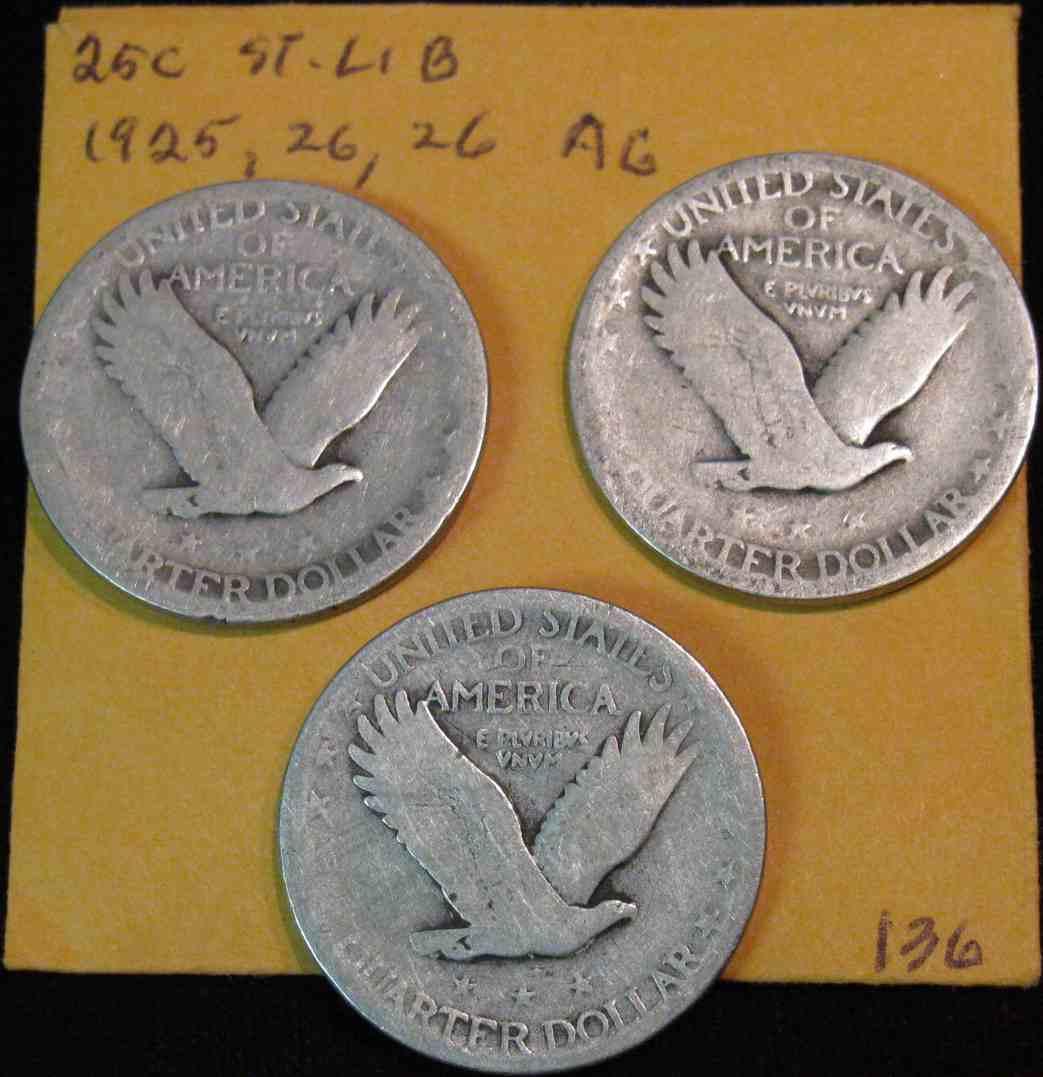 25C ST. LIB
1925, 26, 26 AG
UNITED STATES
OF
AMERICA
E PLVRIBVS
VNVM
QUARTER DOLLAR
UNITED STATES
OF
AMERICA
E PLVRIBVS
VNVM
QUARTER DOLLAR
UNITED STATES
OF
AMERICA
E PLVRIBVS
VNVM
QUARTER DOLLAR
136